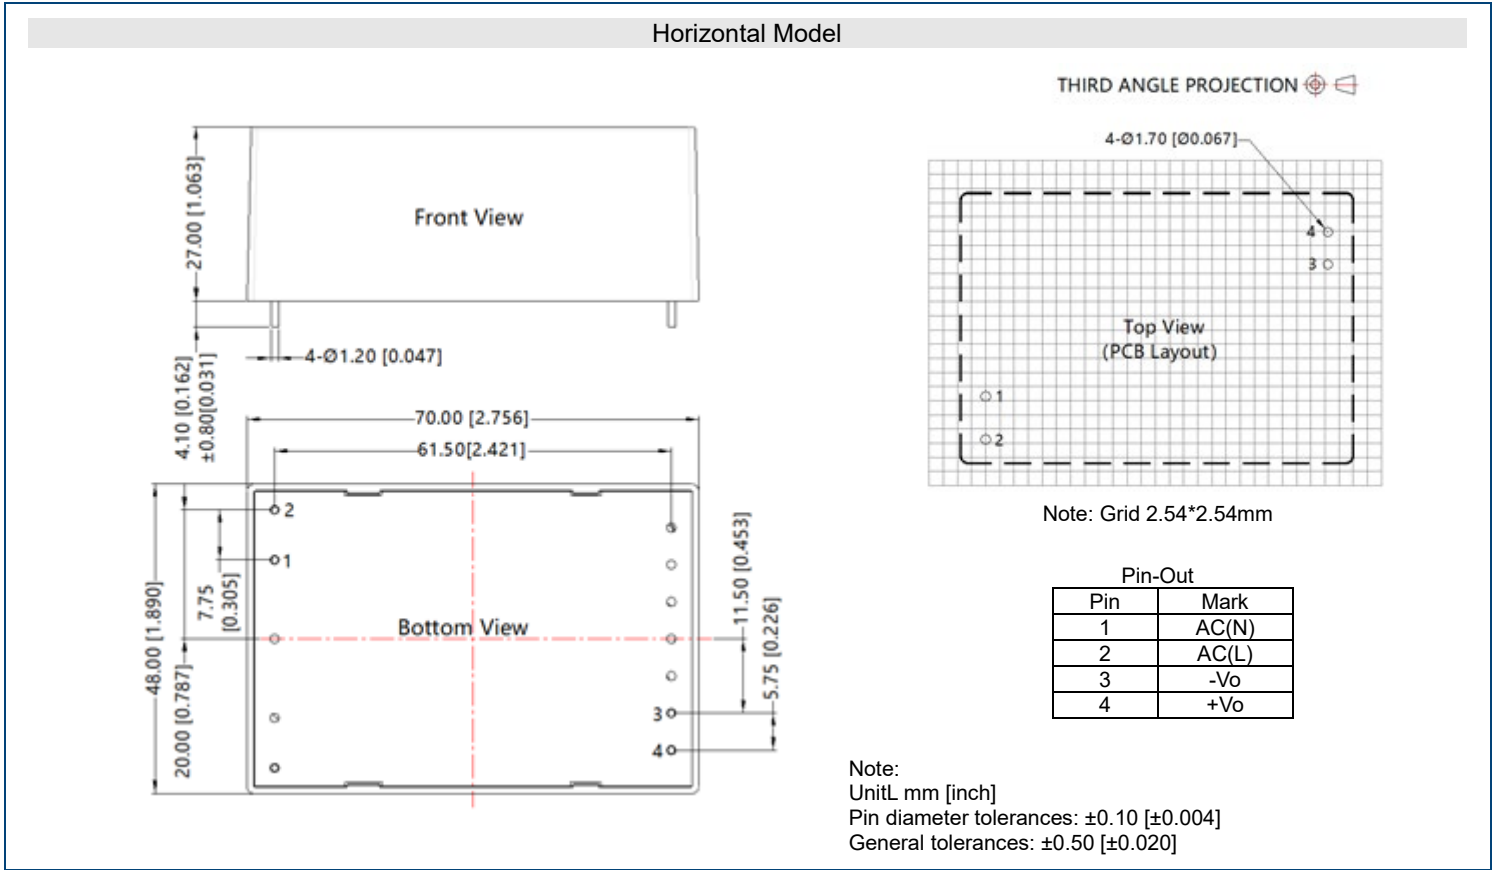 Horizontal Model
THIRD ANGLE PROJECTION
4-Ø1.70 [Ø0.067]
27.00 [1.063]
Front View
4
3
4-Ø1.20 [0.047]
4.10 [0.162]
±0.80[0.031]
Top View
(PCB Layout)
1
2
70.00 [2.756]
61.50[2.421]
2
1
7.75
[0.305]
48.00 [1.890]
20.00 [0.787]
Bottom View
11.50 [0.453]
5.75 [0.226]
3
4
Note: Grid 2.54*2.54mm
Pin-Out
Pin Mark
1 AC(N)
2 AC(L)
3 -Vo
4 +Vo
Note:
UnitL mm [inch]
Pin diameter tolerances: ±0.10 [±0.004]
General tolerances: ±0.50 [±0.020]